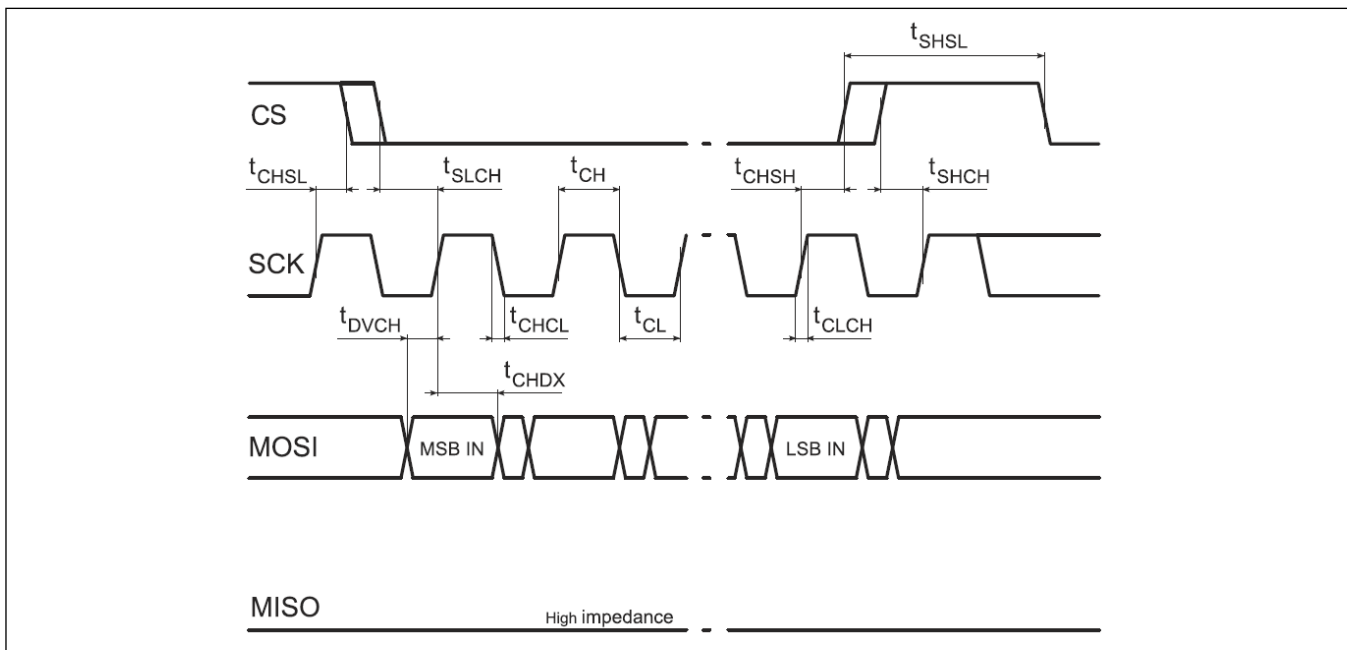 tSHSL
CS
tCHSL
tSLCH
tCH
tCHSH
tSHCH
SCK
tDVCH
tCHCL
tCL
tCLCH
tCHDX
MOSI
MSB IN
LSB IN
MISO
High impedance